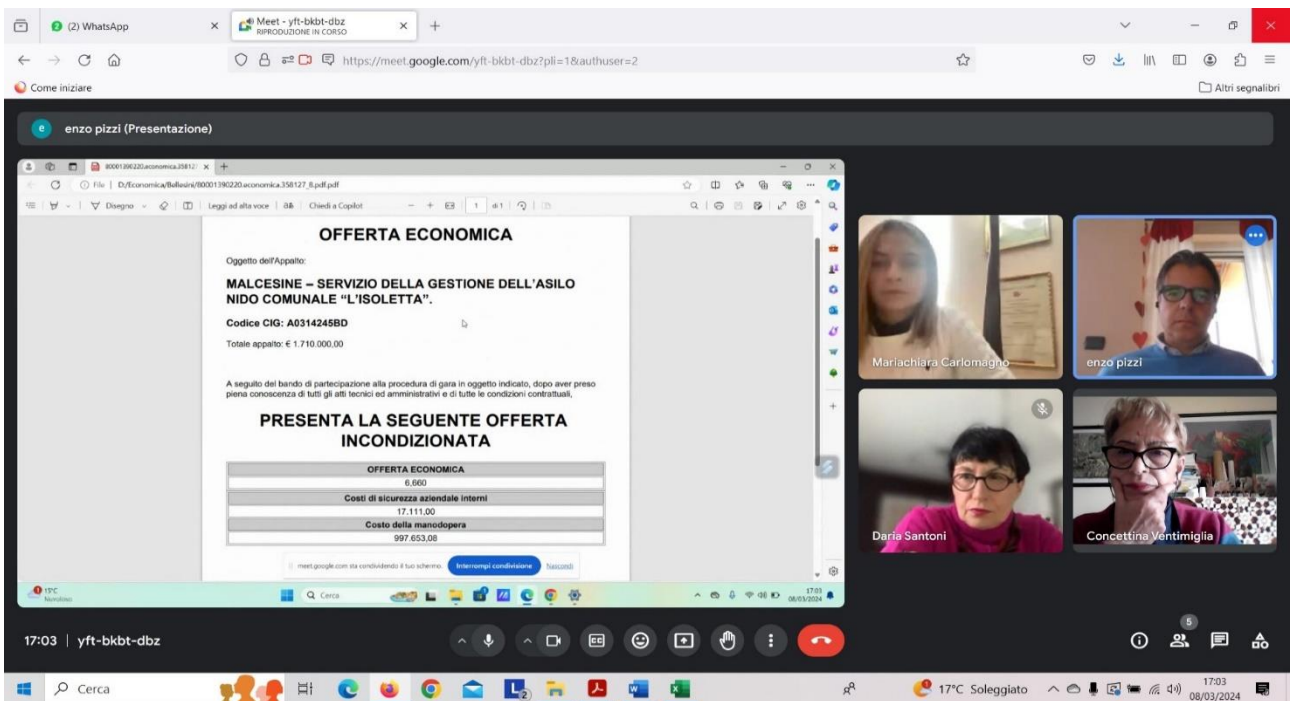 (2) WhatsApp
Meet - yft-bkbt-dbz
RIPRODUZIONE IN CORSO
https://meet.google.com/yft-bkbt-dbz?pli=1&authuser=2
Come iniziare
Altri segnalibri
e enzo pizzi (Presentazione)
80001390220.economica.35812
File | D:/Economica/Bellesini/80001390220.economica.358127_8.pdf.pdf
Disegno
Leggi ad alta voce
Chiedi a Copilot
1 di 1
OFFERTA ECONOMICA
Oggetto dell'Appalto:
MALCESINE – SERVIZIO DELLA GESTIONE DELL'ASILO
NIDO COMUNALE "L'ISOLETTA".
Codice CIG: A0314245BD
Totale appalto: € 1.710.000,00
A seguito del bando di partecipazione alla procedura di gara in oggetto indicato, dopo aver preso
piena conoscenza di tutti gli atti tecnici ed amministrativi e di tutte le condizioni contrattuali,
PRESENTA LA SEGUENTE OFFERTA
INCONDIZIONATA
OFFERTA ECONOMICA
6,660
Costi di sicurezza aziendale interni
17.111,00
Costo della manodopera
997.653,08
meet.google.com sta condividendo il tuo schermo.
Interrompi condivisione
Nascondi
Cerca
17:03
08/03/2024
Mariachiara Carlomagno
enzo pizzi
Daria Santoni
Concettina Ventimiglia
17:03 | yft-bkbt-dbz
5
Cerca
17°C Soleggiato
17:03
08/03/2024